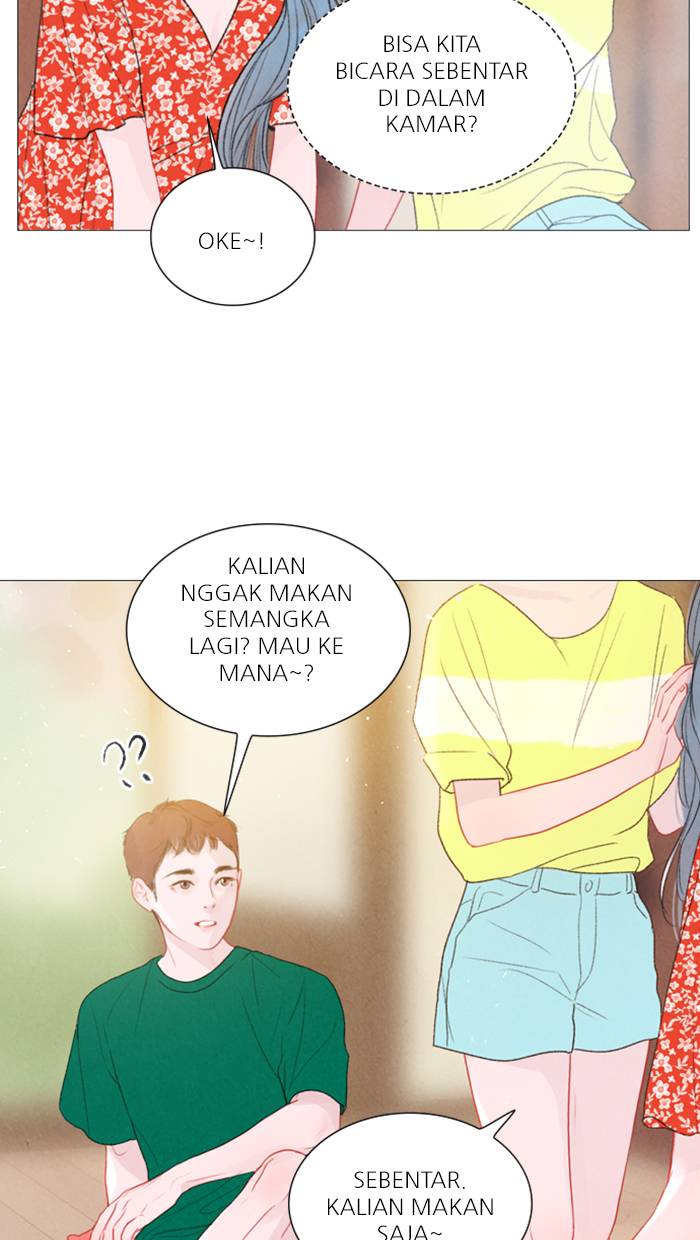 BISA KITA
BICARA SEBENTAR
DI DALAM
KAMAR?
OKE~!
KALIAN
NGGAK MAKAN
SEMANGKA
LAGI? MAU KE
MANA~?
??
SEBENTAR.
KALIAN MAKAN
SAJA~